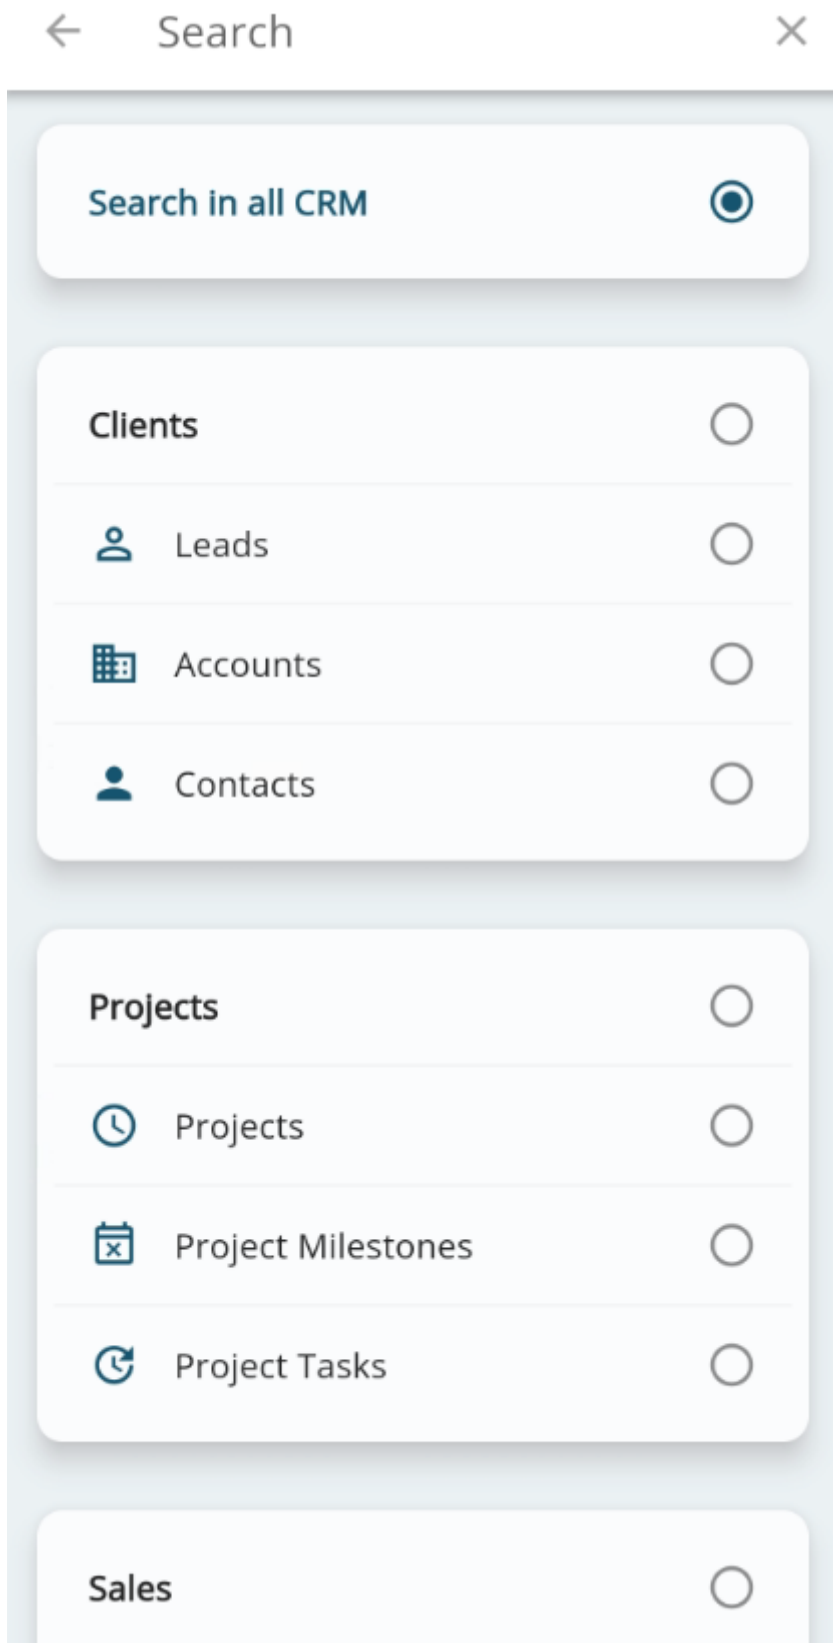 Search
Search in all CRM
Clients
Leads
Accounts
Contacts
Projects
Projects
Project Milestones
Project Tasks
Sales